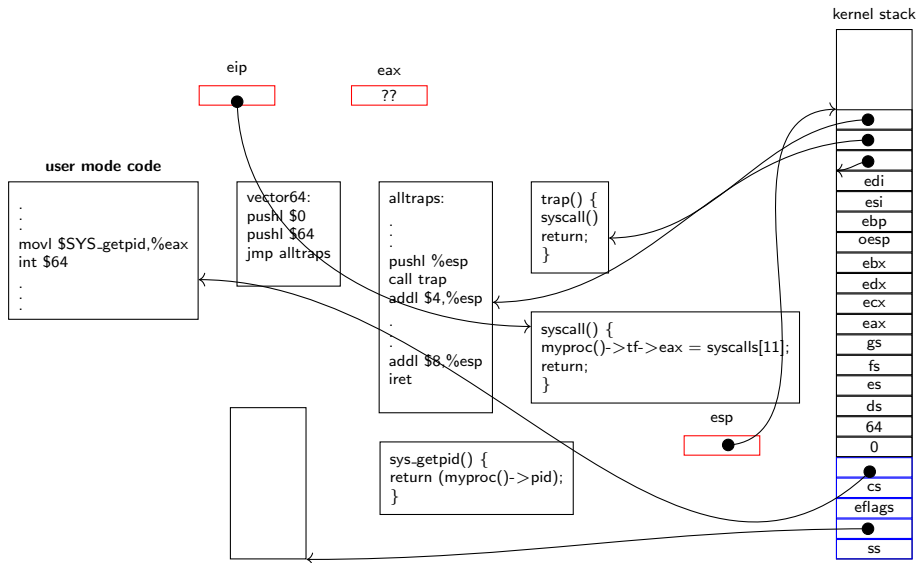 kernel stack
eip
eax
??
user mode code
.
.
.
movl $SYS_getpid,%eax
int $64
.
.
.
vector64:
pushl $0
pushl $64
jmp alltraps
alltraps:
.
.
.
pushl %esp
call trap
addl $4,%esp
.
.
.
addl $8,%esp
iret
trap() {
syscall()
return;
}
syscall() {
myproc()->tf->eax = syscalls[11];
return;
}
esp
sys_getpid() {
return (myproc()->pid);
}
edi
esi
ebp
oesp
ebx
edx
ecx
eax
gs
fs
es
ds
64
0
cs
eflags
ss